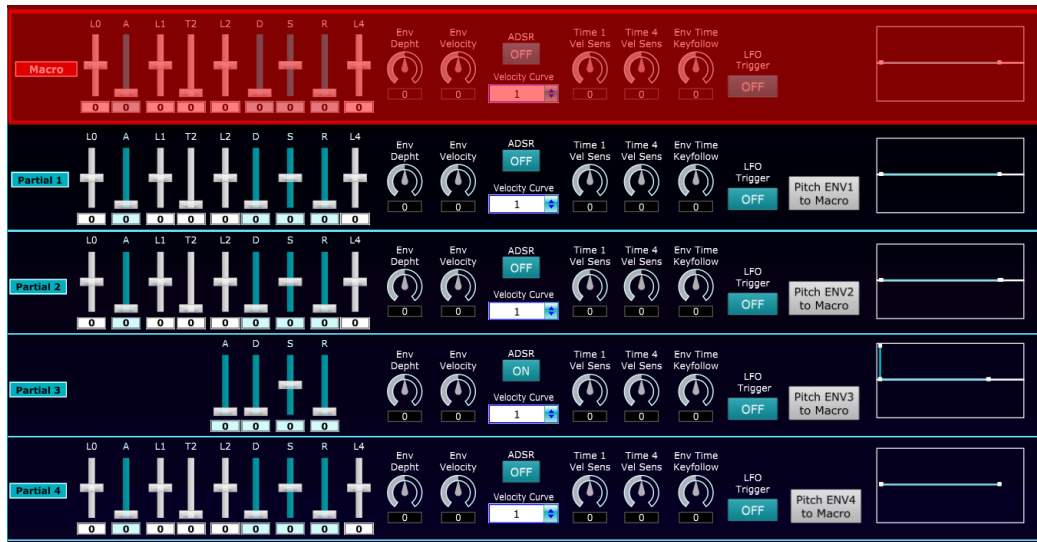 L0 A L1 T2 L2 D S R L4
Env Depht
Env Velocity
ADSR
OFF
Velocity Curve
1
Time 1 Vel Sens
Time 4 Vel Sens
Env Time Keyfollow
LFO Trigger
OFF
Macro
0 0 0 0 0 0 0 0 0
0 0 0 0 0
L0 A L1 T2 L2 D S R L4
Env Depht
Env Velocity
ADSR
OFF
Velocity Curve
1
Time 1 Vel Sens
Time 4 Vel Sens
Env Time Keyfollow
LFO Trigger
OFF
Pitch ENV1
to Macro
Partial 1
0 0 0 0 0 0 0 0 0
0 0 0 0 0
L0 A L1 T2 L2 D S R L4
Env Depht
Env Velocity
ADSR
OFF
Velocity Curve
1
Time 1 Vel Sens
Time 4 Vel Sens
Env Time Keyfollow
LFO Trigger
OFF
Pitch ENV2
to Macro
Partial 2
0 0 0 0 0 0 0 0 0
0 0 0 0 0
A D S R
Env Depht
Env Velocity
ADSR
ON
Velocity Curve
1
Time 1 Vel Sens
Time 4 Vel Sens
Env Time Keyfollow
LFO Trigger
OFF
Pitch ENV3
to Macro
Partial 3
0 0 0 0
0 0 0 0 0
L0 A L1 T2 L2 D S R L4
Env Depht
Env Velocity
ADSR
OFF
Velocity Curve
1
Time 1 Vel Sens
Time 4 Vel Sens
Env Time Keyfollow
LFO Trigger
OFF
Pitch ENV4
to Macro
Partial 4
0 0 0 0 0 0 0 0 0
0 0 0 0 0